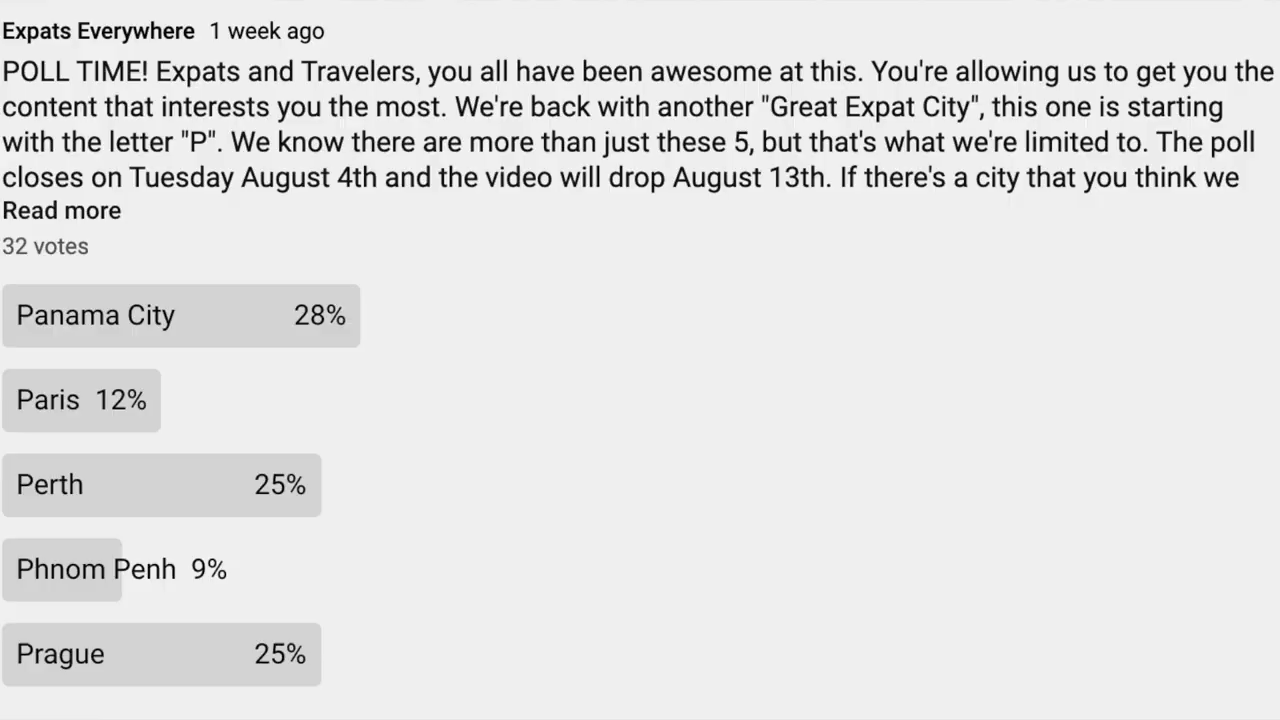 Expats Everywhere 1 week ago
POLL TIME! Expats and Travelers, you all have been awesome at this. You're allowing us to get you the
content that interests you the most. We're back with another "Great Expat City", this one is starting
with the letter "P". We know there are more than just these 5, but that's what we're limited to. The poll
closes on Tuesday August 4th and the video will drop August 13th. If there's a city that you think we
Read more
32 votes
Panama City 28%
Paris 12%
Perth 25%
Phnom Penh 9%
Prague 25%